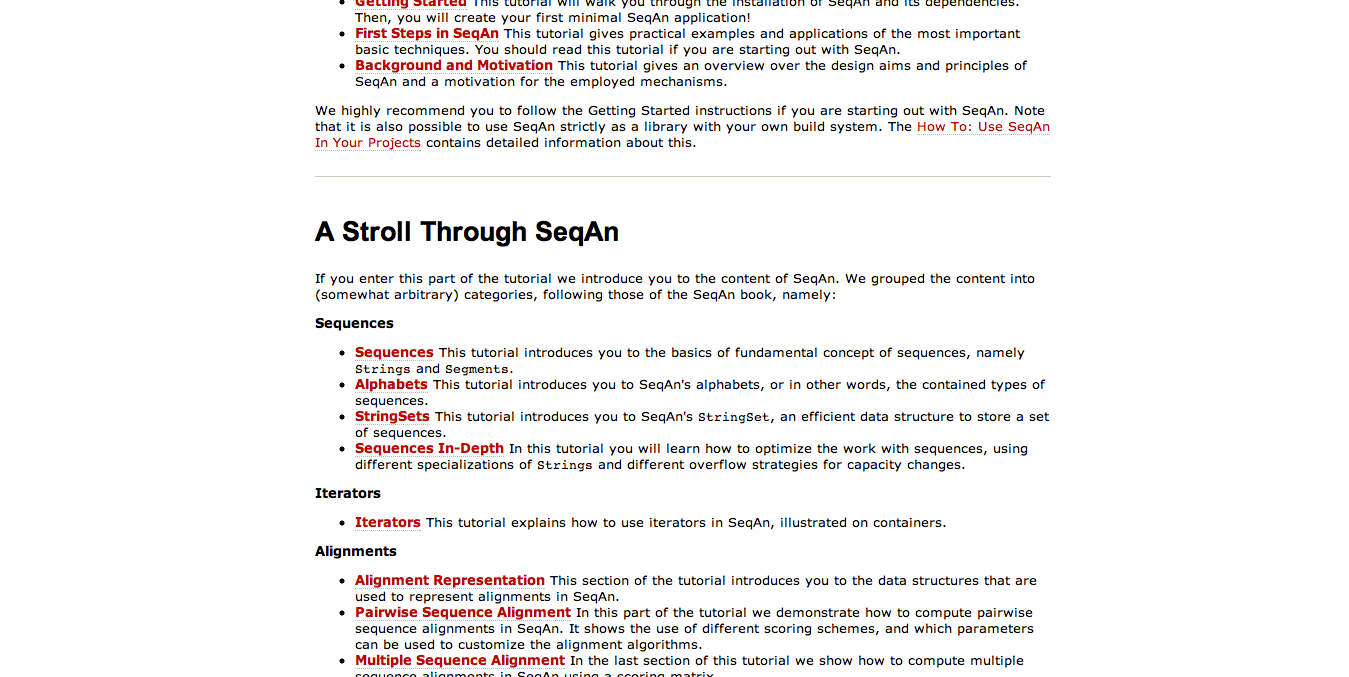 Getting Started This tutorial will walk you through the installation of SeqAn and its dependencies.
Then, you will create your first minimal SeqAn application!
First Steps in SeqAn This tutorial gives practical examples and applications of the most important
basic techniques. You should read this tutorial if you are starting out with SeqAn.
Background and Motivation This tutorial gives an overview over the design aims and principles of
SeqAn and a motivation for the employed mechanisms.
We highly recommend you to follow the Getting Started instructions if you are starting out with SeqAn. Note
that it is also possible to use SeqAn strictly as a library with your own build system. The How To: Use SeqAn
In Your Projects contains detailed information about this.
A Stroll Through SeqAn
If you enter this part of the tutorial we introduce you to the content of SeqAn. We grouped the content into
(somewhat arbitrary) categories, following those of the SeqAn book, namely:
Sequences
Sequences This tutorial introduces you to the basics of fundamental concept of sequences, namely
Strings and Segments.
Alphabets This tutorial introduces you to SeqAn's alphabets, or in other words, the contained types of
sequences.
StringSets This tutorial introduces you to SeqAn's StringSet, an efficient data structure to store a set
of sequences.
Sequences In-Depth In this tutorial you will learn how to optimize the work with sequences, using
different specializations of Strings and different overflow strategies for capacity changes.
Iterators
Iterators This tutorial explains how to use iterators in SeqAn, illustrated on containers.
Alignments
Alignment Representation This section of the tutorial introduces you to the data structures that are
used to represent alignments in SeqAn.
Pairwise Sequence Alignment In this part of the tutorial we demonstrate how to compute pairwise
sequence alignments in SeqAn. It shows the use of different scoring schemes, and which parameters
can be used to customize the alignment algorithms.
Multiple Sequence Alignment In the last section of this tutorial we show how to compute multiple
sequence alignments in SeqAn using a scoring matrix.